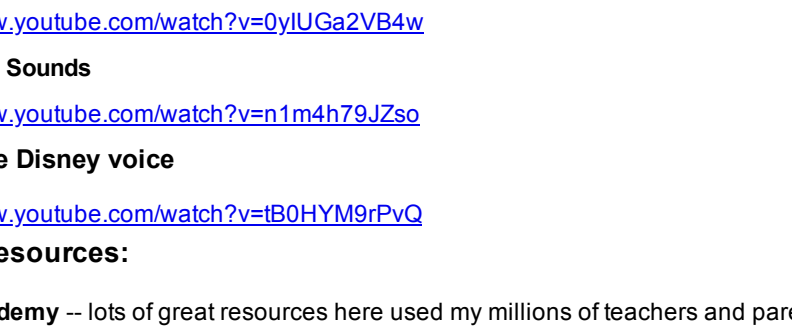 w.youtube.com/watch?v=0ylUGa2VB4w
Sounds
w.youtube.com/watch?v=n1m4h79JZso
e Disney voice
w.youtube.com/watch?v=tB0HYM9rPvQ
esources:
demy -- lots of great resources here used my millions of teachers and pare